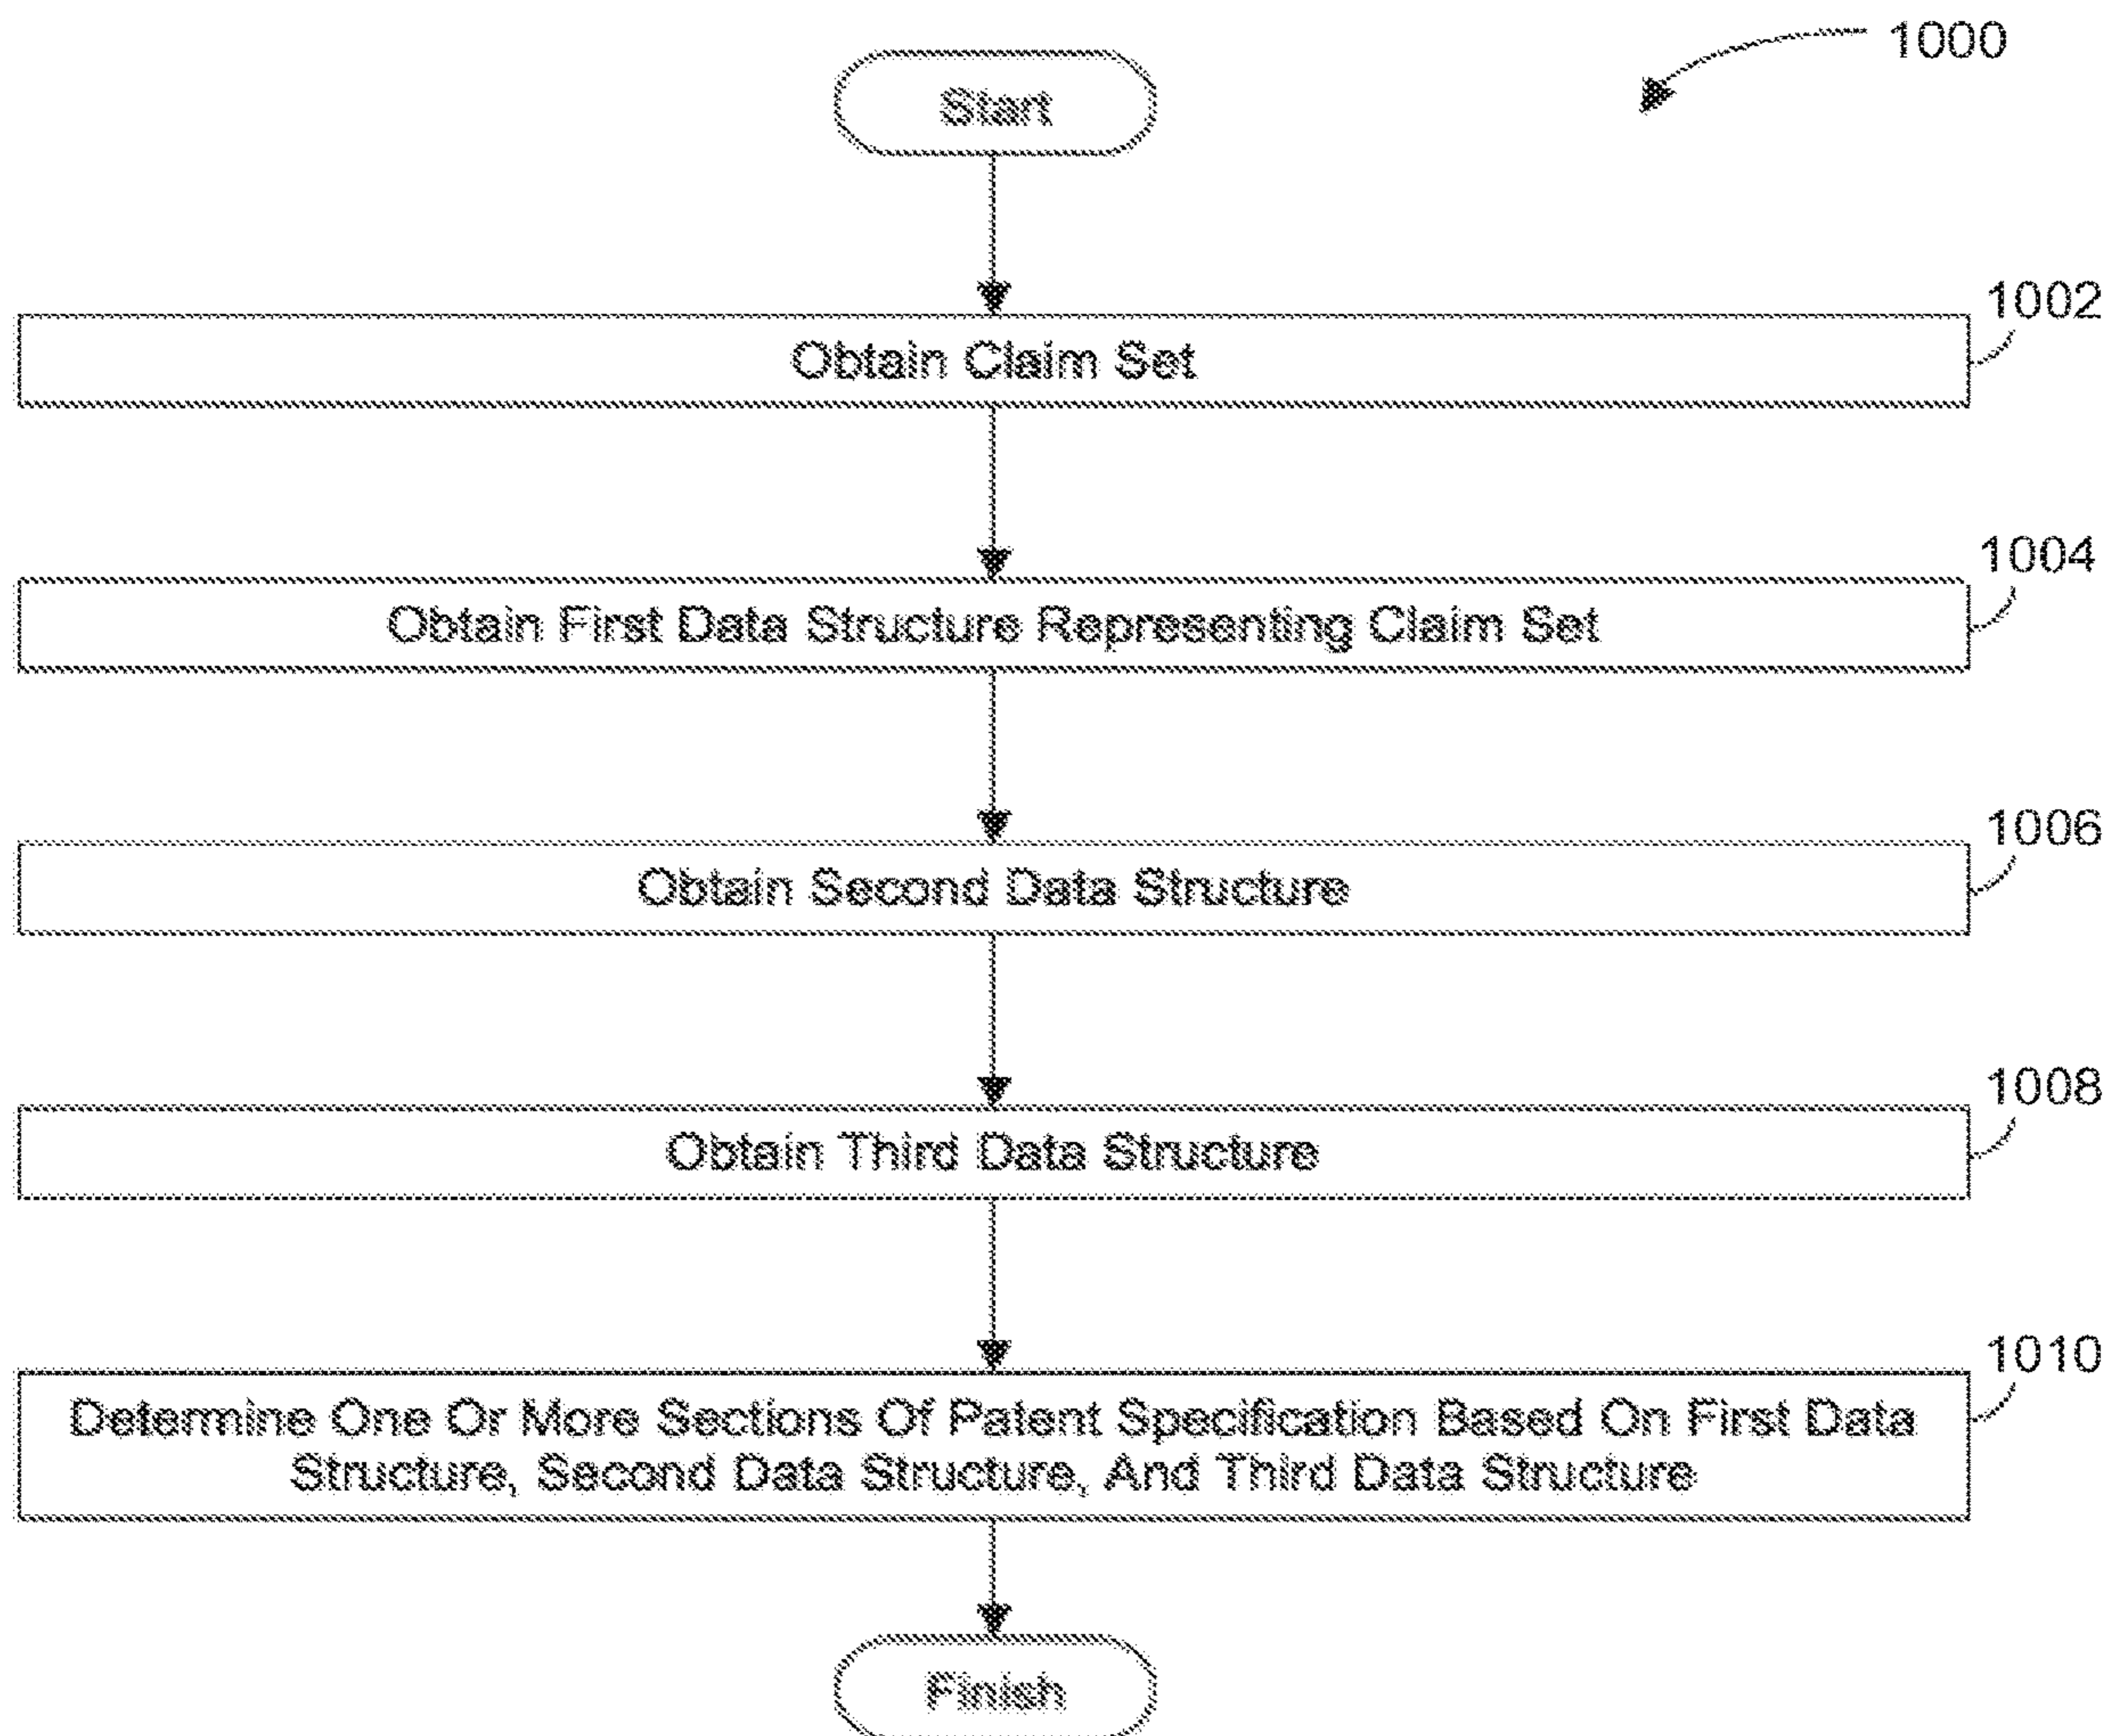 1000
Start
1002
Obtain Claim Set
1004
Obtain First Data Structure Representing Claim Set
1006
Obtain Second Data Structure
1008
Obtain Third Data Structure
1010
Determine One Or More Sections Of Patent Specification Based On First Data
Structure, Second Data Structure, And Third Data Structure
Finish